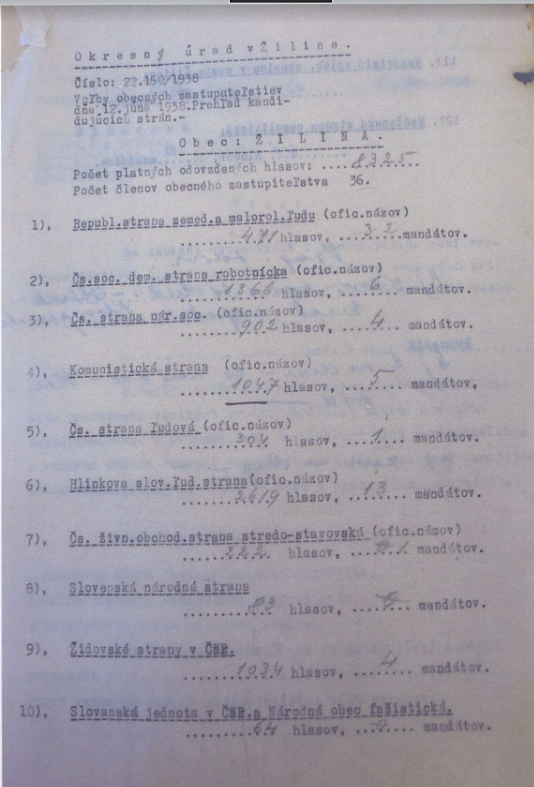 Okresný úrad v Žiline.
Číslo: 22.150/1938
Voľby obecných zastupiteľstiev
dňa 12.júna 1938.Prehľad kandi-
dujúcich strán.-
Obec: ŽILINA.
Počet platných odovzdaných hlasov: ....8325....
Počet členov obecného zastupiteľstva 36.
1), Republ.strana zemed.a malorol.ľudu (ofic.názov)
........471 hlasov, ........mandátov.
2), Čs.soc. dem. strana robotnícka (ofic.názov)
........1366.... hlasov, ....6.... mandátov.
3), Čs. strana nár.soc. (ofic.názov)
........902.... hlasov, ....4.... mandátov.
4), Komunistická strana (ofic.názov)
........1047 hlasov, ....5.... mandátov,
5), Čs. strana ľudová (ofic.názov)
........304 hlasov, ....1.... mandátov.
6), Hlinkova slov.ľud.strana(ofic.názov)
........2619 hlasov, ..13.... mandátov.
7), Čs. živn.obchod.strana stredo-stavovská (ofic.názov)
........222. hlasov, ....1. mandátov.
8), Slovenská národná strana
........83 hlasov, ........ mandátov.
9), Židovské strany v ČSR.
........1034 hlasov, ....4.... mandátov.
10), Slovanská jednota v ČSR.a Národná obec fašistická.
........64 hlasov, ........ mandátov.